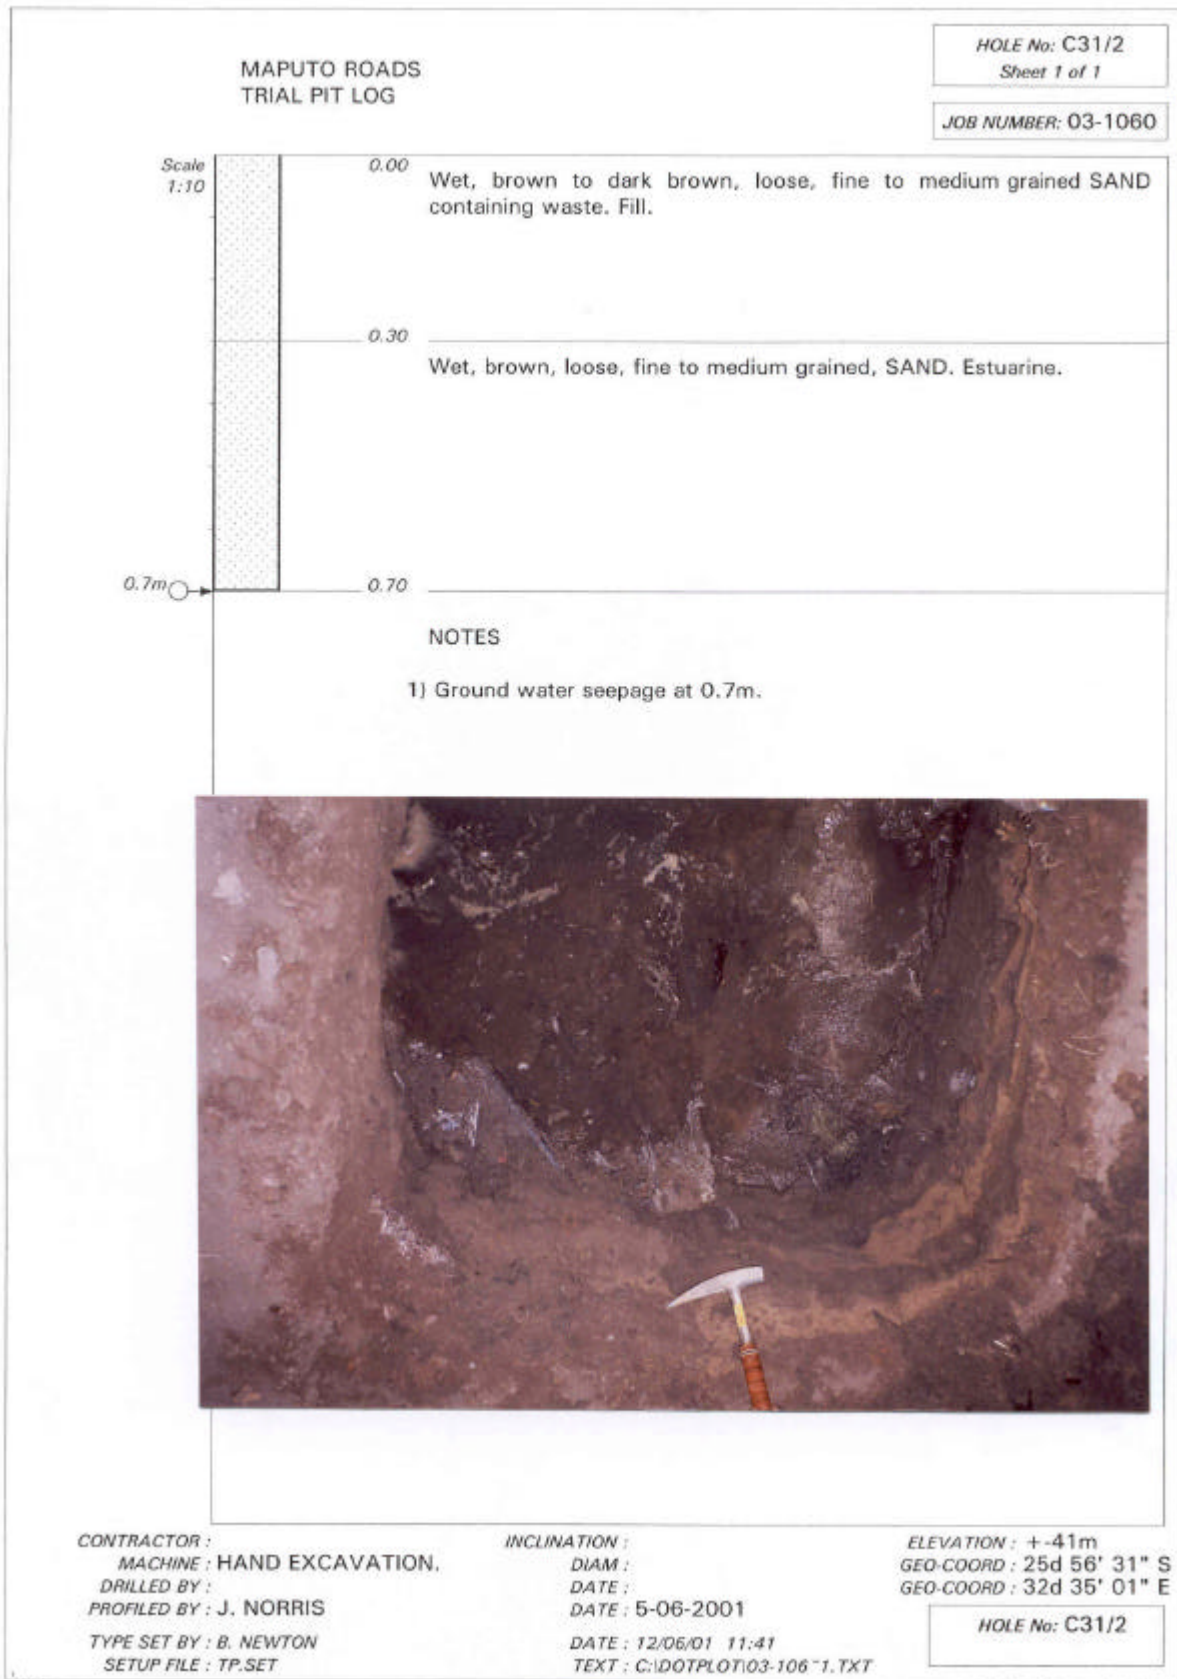 MAPUTO ROADS
TRIAL PIT LOG
HOLE No: C31/2
Sheet 1 of 1
JOB NUMBER: 03-1060
Scale
1:10
0.00
Wet, brown to dark brown, loose, fine to medium grained SAND
containing waste. Fill.
0.30
Wet, brown, loose, fine to medium grained, SAND. Estuarine.
0.7m
0.70
NOTES
1) Ground water seepage at 0.7m.
CONTRACTOR :
MACHINE : HAND EXCAVATION.
DRILLED BY :
PROFILED BY : J. NORRIS
TYPE SET BY : B. NEWTON
SETUP FILE : TP.SET
INCLINATION :
DIAM :
DATE :
DATE : 5-06-2001
DATE : 12/06/01 11:41
TEXT : C:\DOTPLOT\03-106~1.TXT
ELEVATION : +-41m
GEO-COORD : 25d 56' 31" S
GEO-COORD : 32d 35' 01" E
HOLE No: C31/2